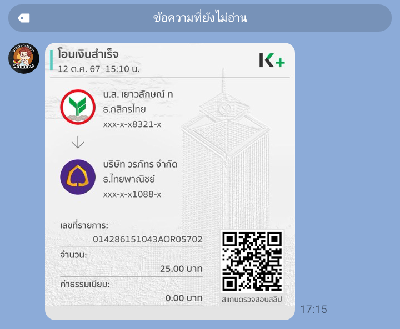 ข้อความที่ยังไม่อ่าน
โอนเงินสำเร็จ
12 ต.ค. 67 15:10 น.
K+
น.ส. เยาวลักษณ์ ท
ธ.กสิกรไทย
xxx-x-x8321-x
บริษัท วรภัทร จำกัด
ธ.ไทยพาณิชย์
xxx-x-x1088-x
เลขที่รายการ:
014286151043AOR05702
จำนวน:
25.00 บาท
ค่าธรรมเนียม:
0.00 บาท
สแกนตรวจสอบสลิป
17:15